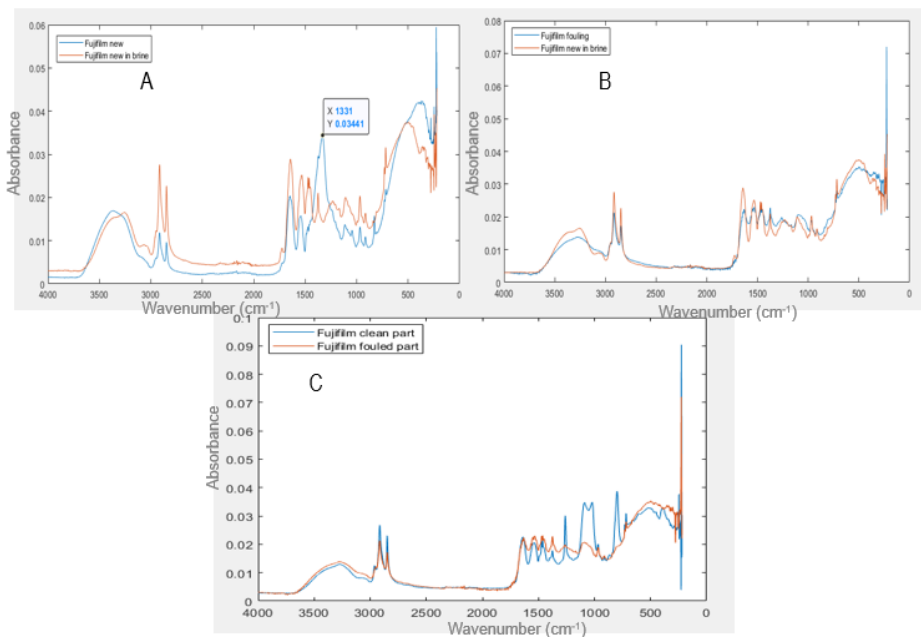 Fujifilm new
Fujifilm new in brine
A
X 1331
Y 0.03441
Absorbance
0.06
0.05
0.04
0.03
0.02
0.01
0
4000 3500 3000 2500 2000 1500 1000 500 0
Wavenumber (cm-1)
Fujifilm fouling
Fujifilm new in brine
B
Absorbance
0.08
0.07
0.06
0.05
0.04
0.03
0.02
0.01
0
4000 3500 3000 2500 2000 1500 1000 500 0
Wavenumber (cm-1)
Fujifilm clean part
Fujifilm fouled part
C
Absorbance
0.1
0.09
0.08
0.07
0.06
0.05
0.04
0.03
0.02
0.01
0
4000 3500 3000 2500 2000 1500 1000 500 0
Wavenumber (cm-1)